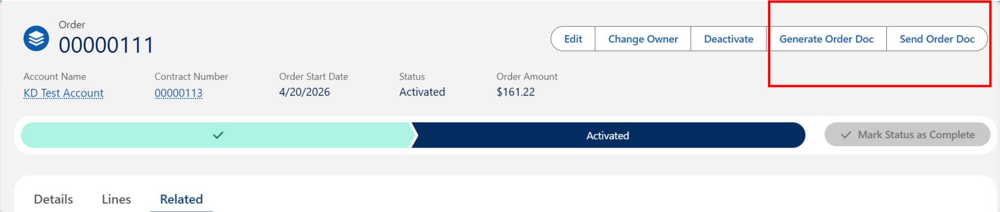 Order
00000111
Edit
Change Owner
Deactivate
Generate Order Doc
Send Order Doc
Account Name
KD Test Account
Contract Number
00000113
Order Start Date
4/20/2026
Status
Activated
Order Amount
$161.22
Activated
Mark Status as Complete
Details
Lines
Related